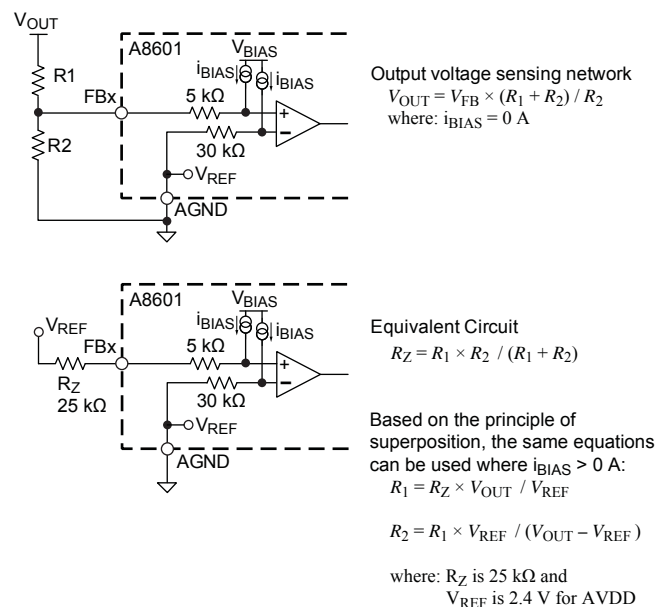 VOUT
A8601
VBIAS
iBIAS iBIAS
R1
FBx
5 kΩ
+
R2
–
30 kΩ
VREF
AGND
Output voltage sensing network
VOUT = VFB × (R1 + R2) / R2
where: iBIAS = 0 A
A8601
VBIAS
VREF
iBIAS iBIAS
FBx
5 kΩ
+
RZ
–
25 kΩ
30 kΩ
VREF
AGND
Equivalent Circuit
RZ = R1 × R2 / (R1 + R2)
Based on the principle of
superposition, the same equations
can be used where iBIAS > 0 A:
R1 = RZ × VOUT / VREF
R2 = R1 × VREF / (VOUT – VREF )
where: RZ is 25 kΩ and
VREF is 2.4 V for AVDD